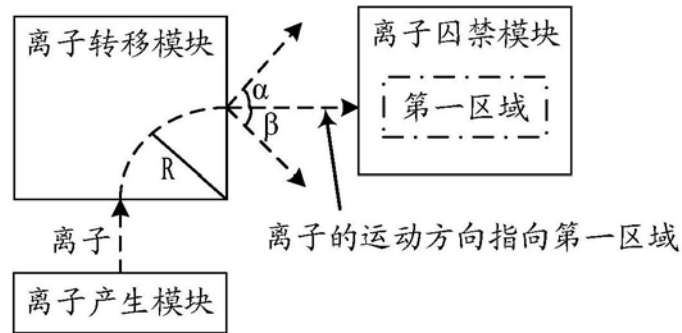 离子转移模块
离子囚禁模块
第一区域
α
β
R
离子
离子的运动方向指向第一区域
离子产生模块